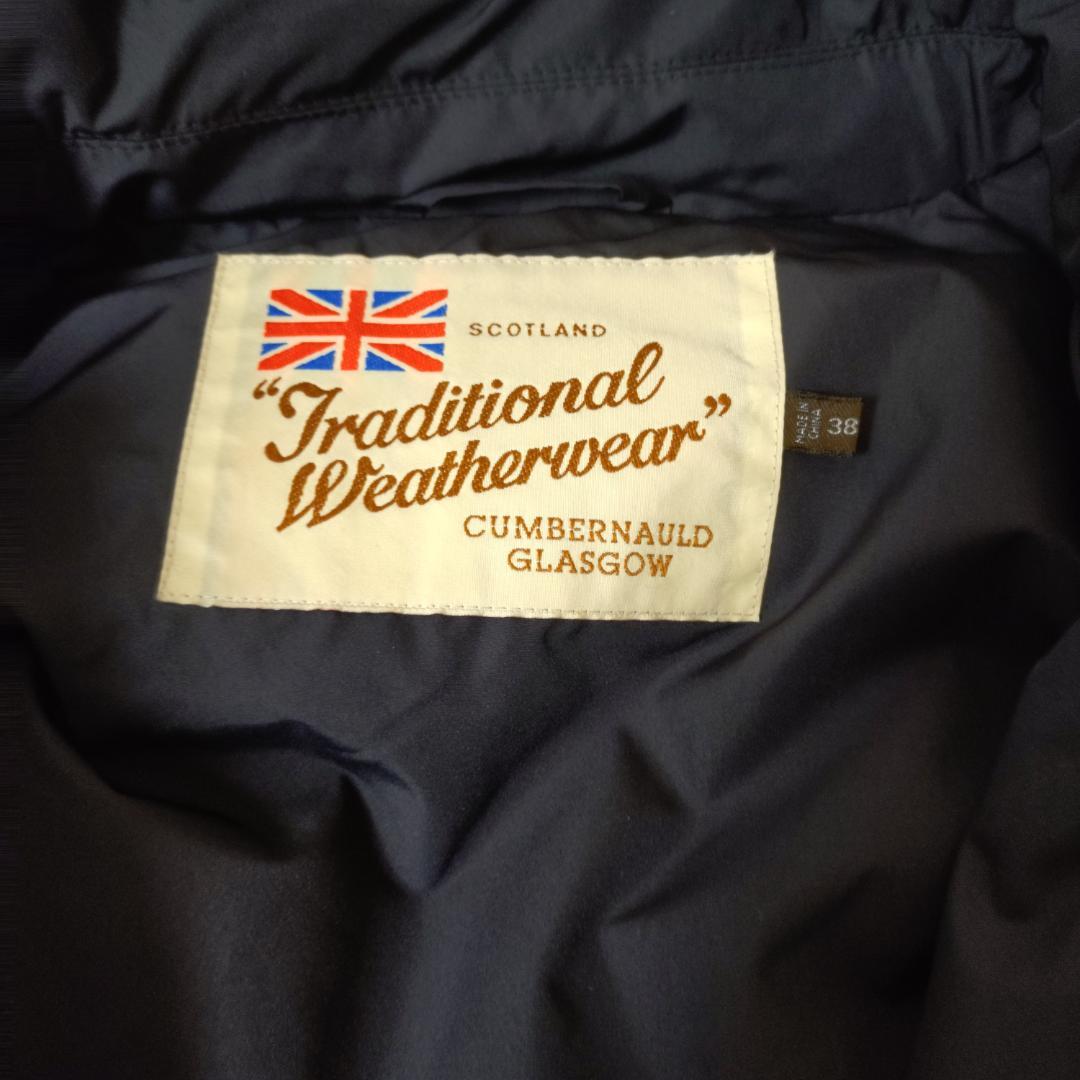 SCOTLAND
"Traditional
Weatherwear"
CUMBERNAULD
GLASGOW
MADE IN
CHINA
38